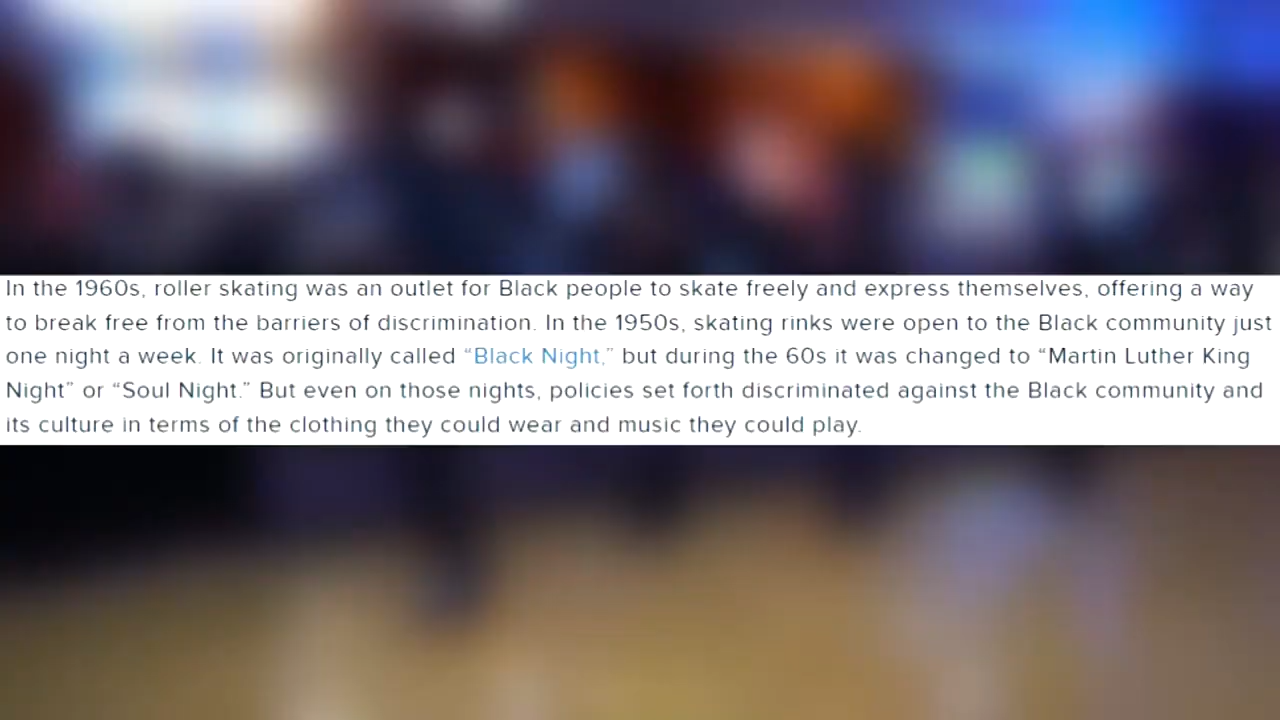 In the 1960s, roller skating was an outlet for Black people to skate freely and express themselves, offering a way
to break free from the barriers of discrimination. In the 1950s, skating rinks were open to the Black community just
one night a week. It was originally called “Black Night,” but during the 60s it was changed to “Martin Luther King
Night” or “Soul Night.” But even on those nights, policies set forth discriminated against the Black community and
its culture in terms of the clothing they could wear and music they could play.